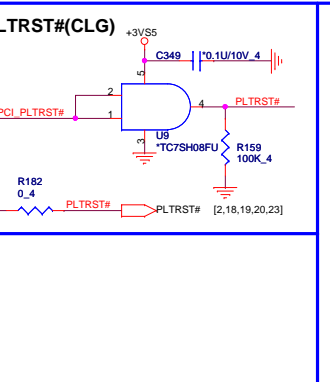 LTRST#(CLG)
+3VS5
C349 *0.1U/10V_4
5
2
PCI_PLTRST#
1
4
PLTRST#
3
U9
*TC7SH08FU
R159
100K_4
R182
0_4
PLTRST#
PLTRST# [2,18,19,20,23]